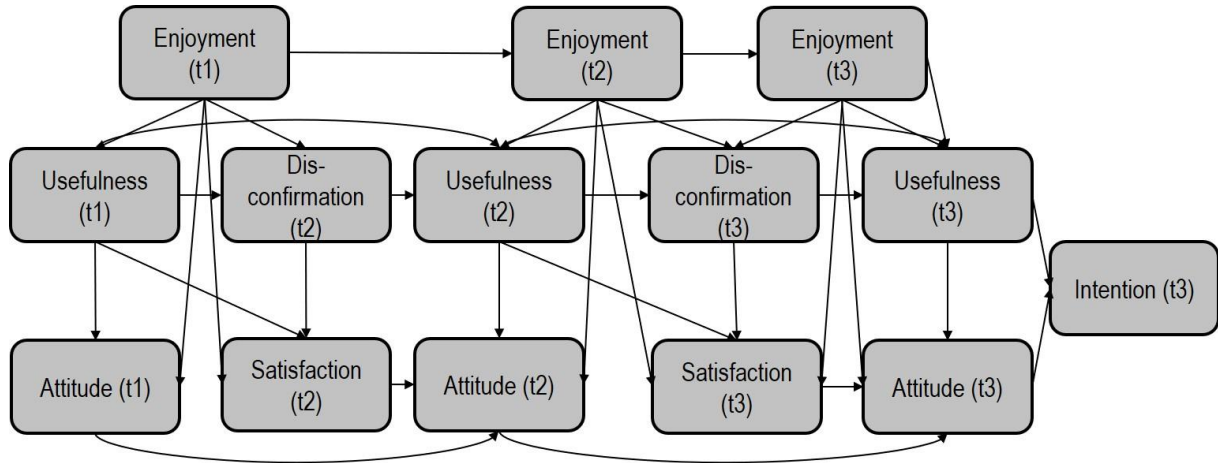 Enjoyment
(t1)
Enjoyment
(t2)
Enjoyment
(t3)
Usefulness
(t1)
Dis-
confirmation
(t2)
Usefulness
(t2)
Dis-
confirmation
(t3)
Usefulness
(t3)
Intention (t3)
Attitude (t1)
Satisfaction
(t2)
Attitude (t2)
Satisfaction
(t3)
Attitude (t3)